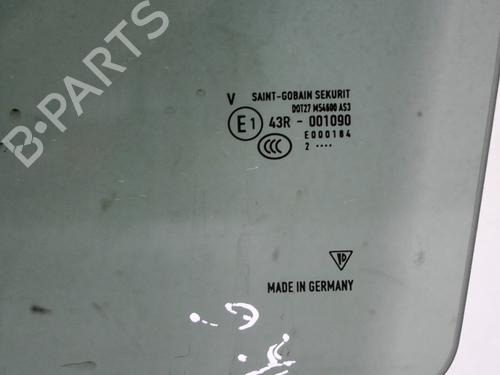 B-PARTS
V SAINT-GOBAIN SEKURIT
DOT27 M54600 AS3
E1 43R - 001090
E000184
CCC 2 ····
MADE IN GERMANY